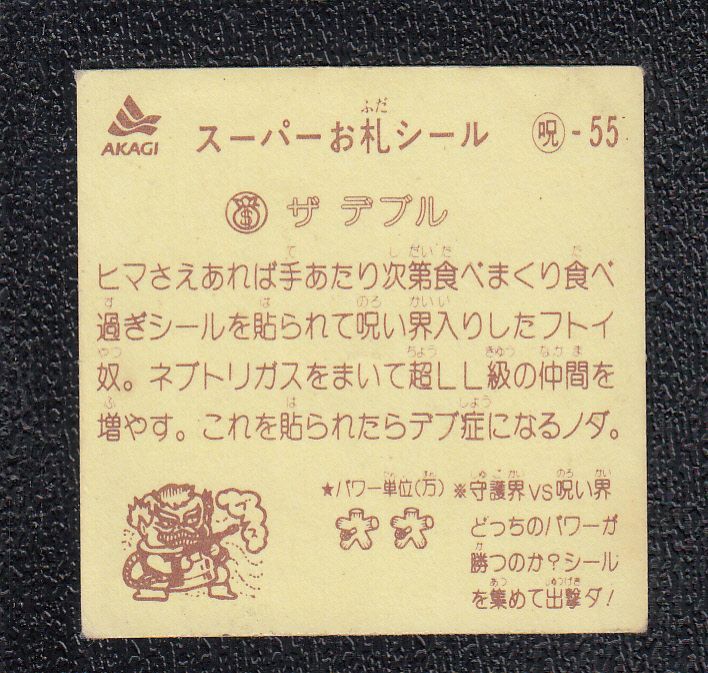 AKAGI
スーパーお札シール
ふだ
呪-55
$ ザ デブル
ヒマさえあれば手あたり次第食べまくり食べ
過ぎシールを貼られて呪い界入りしたフトイ
奴。ネブトリガスをまいて超LL級の仲間を
増やす。これを貼られたらデブ症になるノダ。
★パワー単位(万)
※守護界VS呪い界
どっちのパワーが
勝つのか?シール
を集めて出撃ダ!